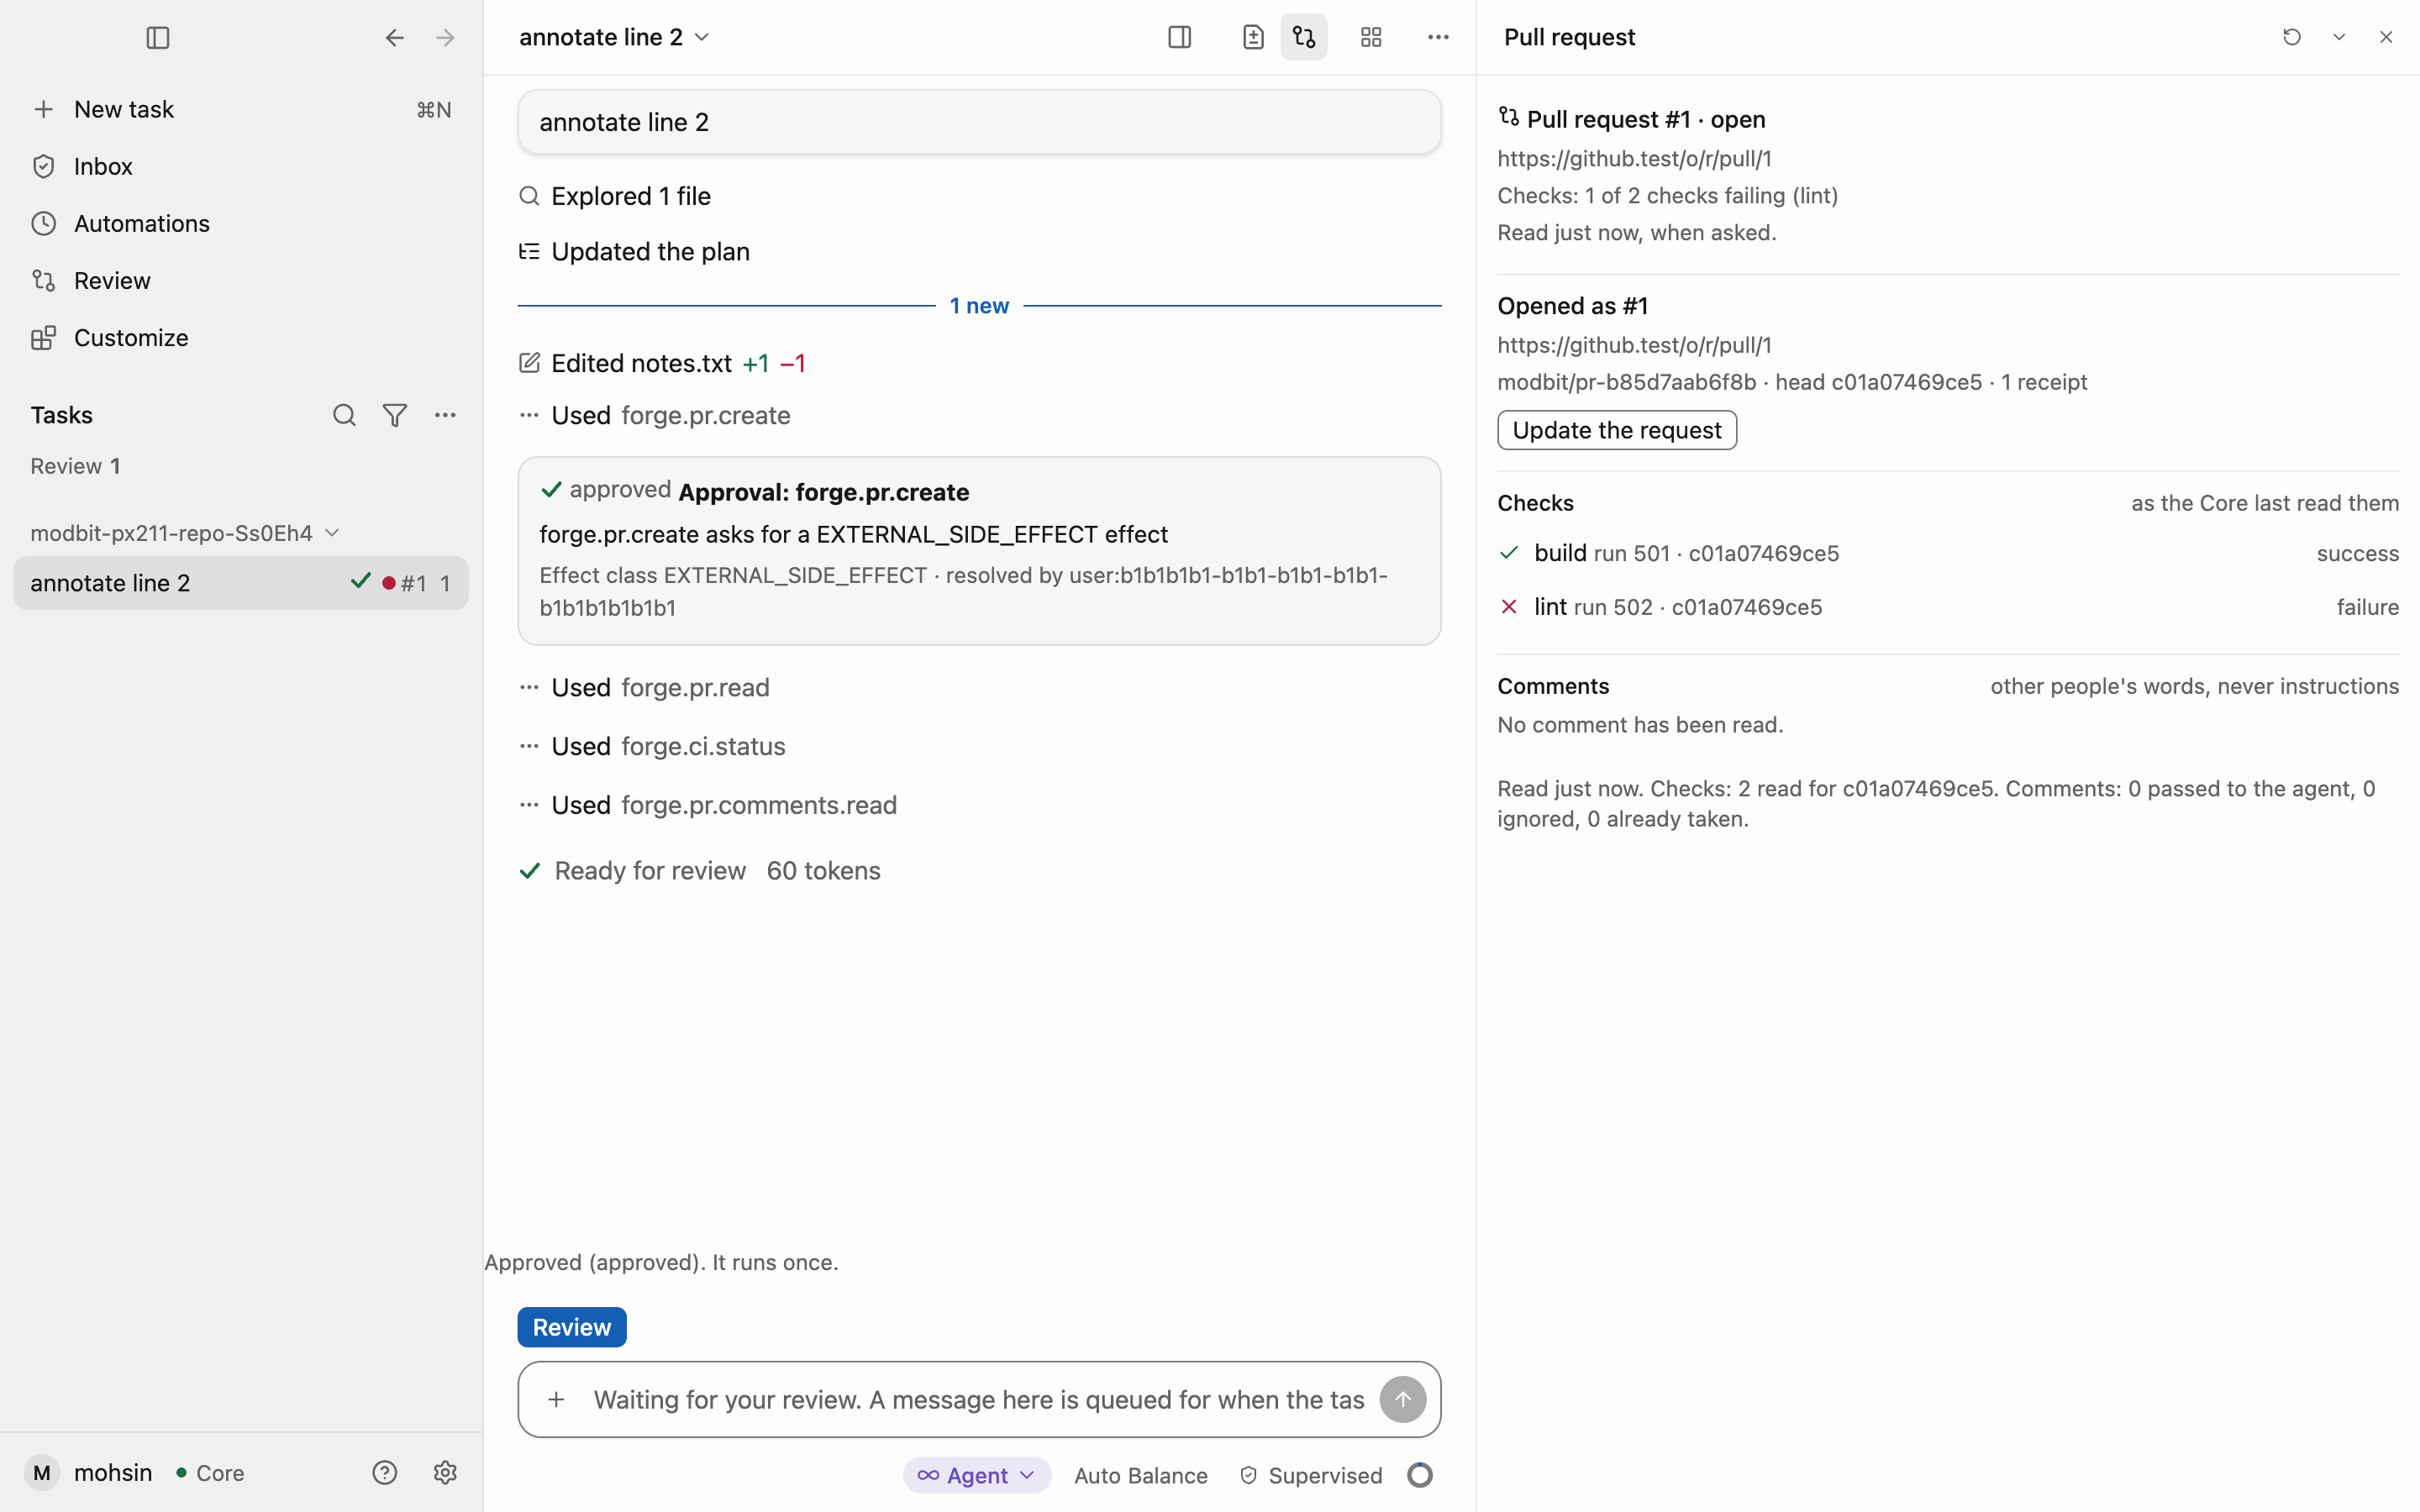 New task ⌘N
Inbox
Automations
Review
Customize
Tasks
Review 1
modbit-px211-repo-Ss0Eh4
annotate line 2 #1 1
M mohsin Core
annotate line 2
annotate line 2
Explored 1 file
Updated the plan
1 new
Edited notes.txt +1 −1
Used forge.pr.create
approved Approval: forge.pr.create
forge.pr.create asks for a EXTERNAL_SIDE_EFFECT effect
Effect class EXTERNAL_SIDE_EFFECT · resolved by user:b1b1b1b1-b1b1-b1b1-b1b1-
b1b1b1b1b1b1
Used forge.pr.read
Used forge.ci.status
Used forge.pr.comments.read
Ready for review 60 tokens
Approved (approved). It runs once.
Review
Waiting for your review. A message here is queued for when the tas
Agent Auto Balance Supervised
Pull request
Pull request #1 · open
https://github.test/o/r/pull/1
Checks: 1 of 2 checks failing (lint)
Read just now, when asked.
Opened as #1
https://github.test/o/r/pull/1
modbit/pr-b85d7aab6f8b · head c01a07469ce5 · 1 receipt
Update the request
Checks as the Core last read them
build run 501 · c01a07469ce5 success
lint run 502 · c01a07469ce5 failure
Comments other people's words, never instructions
No comment has been read.
Read just now. Checks: 2 read for c01a07469ce5. Comments: 0 passed to the agent, 0
ignored, 0 already taken.